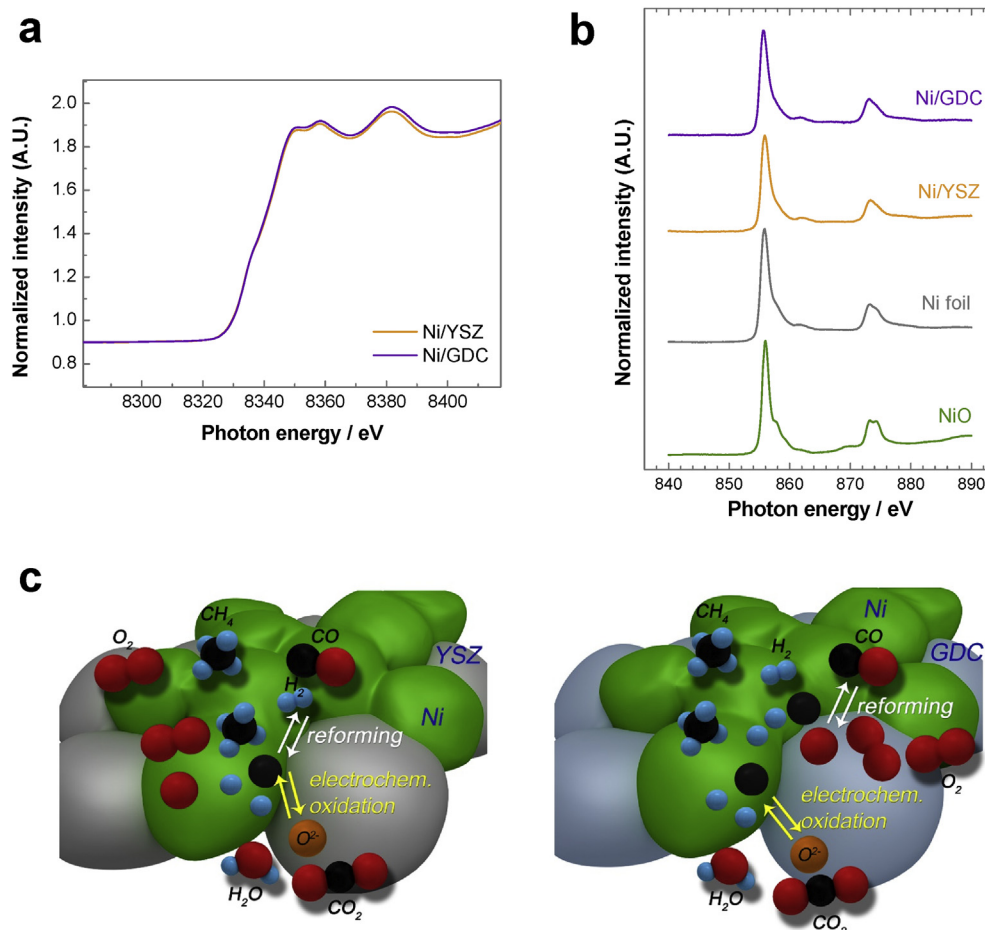 a
Normalized intensity (A.U.)
2.0
1.8
1.6
1.4
1.2
1.0
0.8
Ni/YSZ
Ni/GDC
8300 8320 8340 8360 8380 8400
Photon energy / eV
b
Normalized intensity (A.U.)
Ni/GDC
Ni/YSZ
Ni foil
NiO
840 850 860 870 880 890
Photon energy / eV
c
CH4
O2
CO
H2
YSZ
Ni
reforming
electrochem.
oxidation
O2-
H2O
CO2
Ni
CH4
H2
CO
GDC
reforming
O2
electrochem.
oxidation
O2-
H2O
CO2